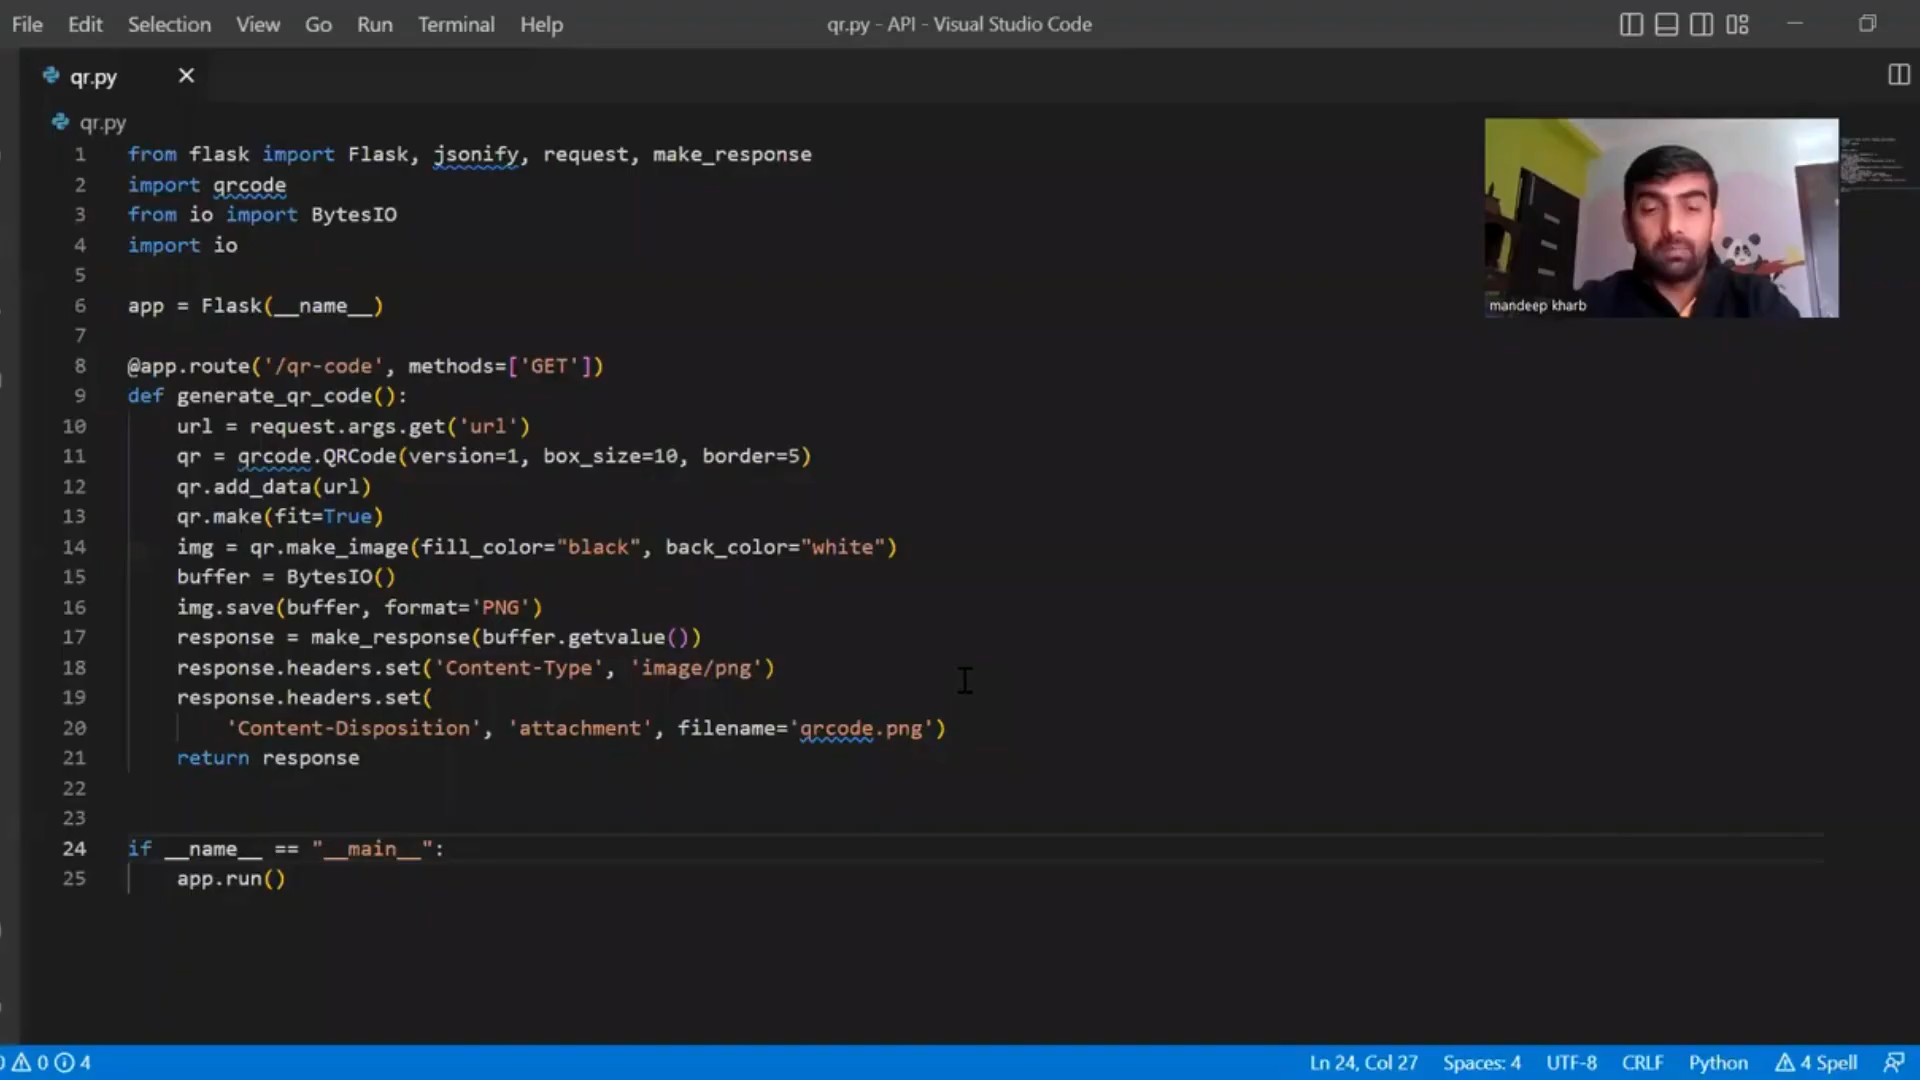 File Edit Selection View Go Run Terminal Help qr.py - API - Visual Studio Code
qr.py
qr.py
1 from flask import Flask, jsonify, request, make_response
2 import qrcode
3 from io import BytesIO
4 import io
5
6 app = Flask(__name__)
7
8 @app.route('/qr-code', methods=['GET'])
9 def generate_qr_code():
10 url = request.args.get('url')
11 qr = qrcode.QRCode(version=1, box_size=10, border=5)
12 qr.add_data(url)
13 qr.make(fit=True)
14 img = qr.make_image(fill_color="black", back_color="white")
15 buffer = BytesIO()
16 img.save(buffer, format='PNG')
17 response = make_response(buffer.getvalue())
18 response.headers.set('Content-Type', 'image/png')
19 response.headers.set(
20 'Content-Disposition', 'attachment', filename='qrcode.png')
21 return response
22
23
24 if __name__ == "__main__":
25 app.run()
mandeep kharb
0 4 Ln 24, Col 27 Spaces: 4 UTF-8 CRLF Python 4 Spell